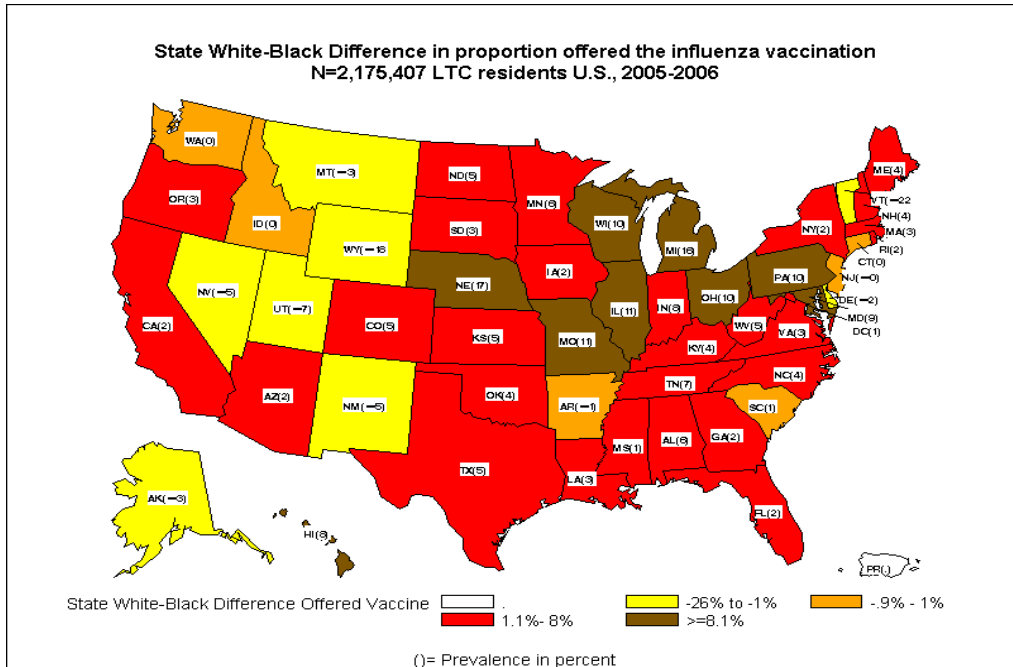 State White-Black Difference in proportion offered the influenza vaccination
N=2,175,407 LTC residents U.S., 2005-2006
WA(0)
MT(-3)
ND(5)
MN(6)
ME(4)
OR(3)
ID(0)
WY(-18
SD(3)
WI(10)
MI(16)
NY(2)
VT(-22
NH(4)
MA(3)
RI(2)
CT(0)
NJ(-0)
NV(-5)
UT(-7)
NE(17)
IA(2)
IL(11)
IN(8)
OH(10)
PA(10)
DE(-2)
MD(9)
DC(1)
CA(2)
CO(5)
KS(5)
MO(11)
KY(4)
WV(5)
VA(3)
AZ(2)
NM(-5)
OK(4)
AR(-1)
TN(7)
NC(4)
SC(1)
TX(5)
LA(3)
MS(1)
AL(6)
GA(2)
FL(2)
AK(-3)
HI(8)
PR(.)
State White-Black Difference Offered Vaccine
.
-26% to -1%
-.9% - 1%
1.1%- 8%
>=8.1%
()= Prevalence in percent